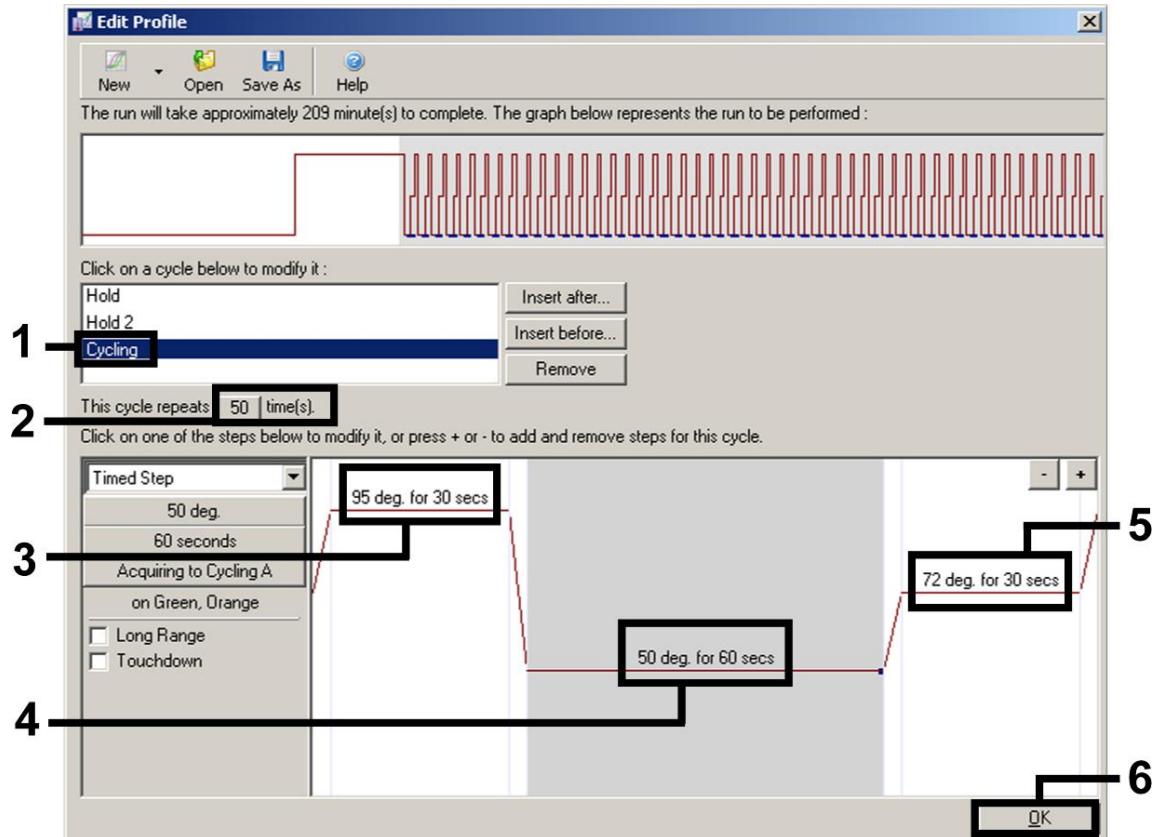 Edit Profile
New Open Save As Help
The run will take approximately 209 minute(s) to complete. The graph below represents the run to be performed :
Click on a cycle below to modify it :
Hold
Hold 2
Cycling
Insert after...
Insert before...
Remove
1
This cycle repeats 50 time(s).
2
Click on one of the steps below to modify it, or press + or - to add and remove steps for this cycle.
Timed Step
50 deg.
60 seconds
Acquiring to Cycling A
on Green, Orange
Long Range
Touchdown
95 deg. for 30 secs
3
50 deg. for 60 secs
4
- +
72 deg. for 30 secs
5
OK
6